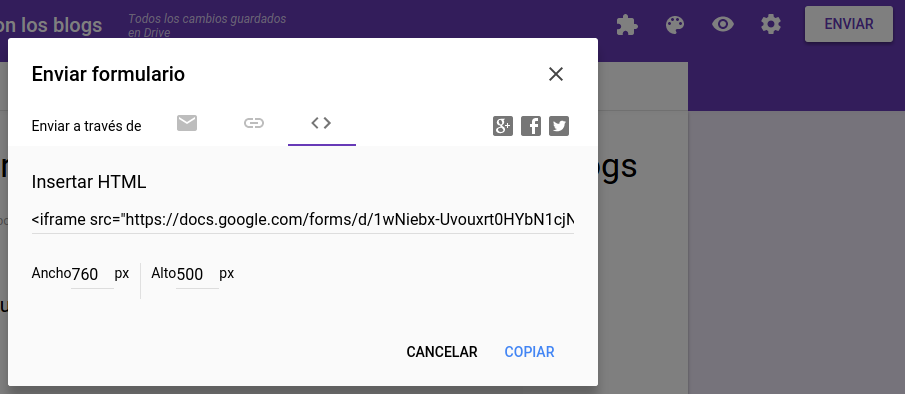 on los blogs
Todos los cambios guardados
en Drive
ENVIAR
Enviar formulario
Enviar a través de
ogs
Insertar HTML
<iframe src="https://docs.google.com/forms/d/1wNiebx-Uvouxrt0HYbN1cjN
Ancho 760 px Alto 500 px
CANCELAR COPIAR